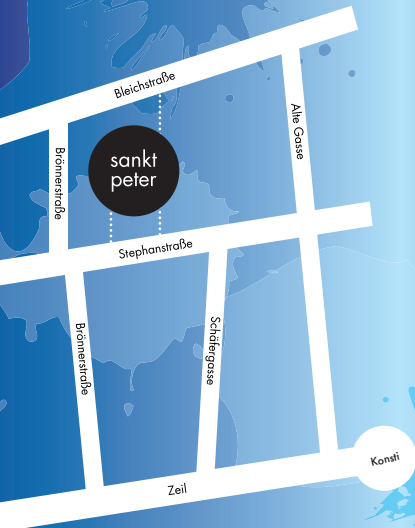 Bleichstraße
Alte Gasse
Brönnerstraße
sankt
peter
Stephanstraße
Brönnerstraße
Schäfergasse
Konsti
Zeil